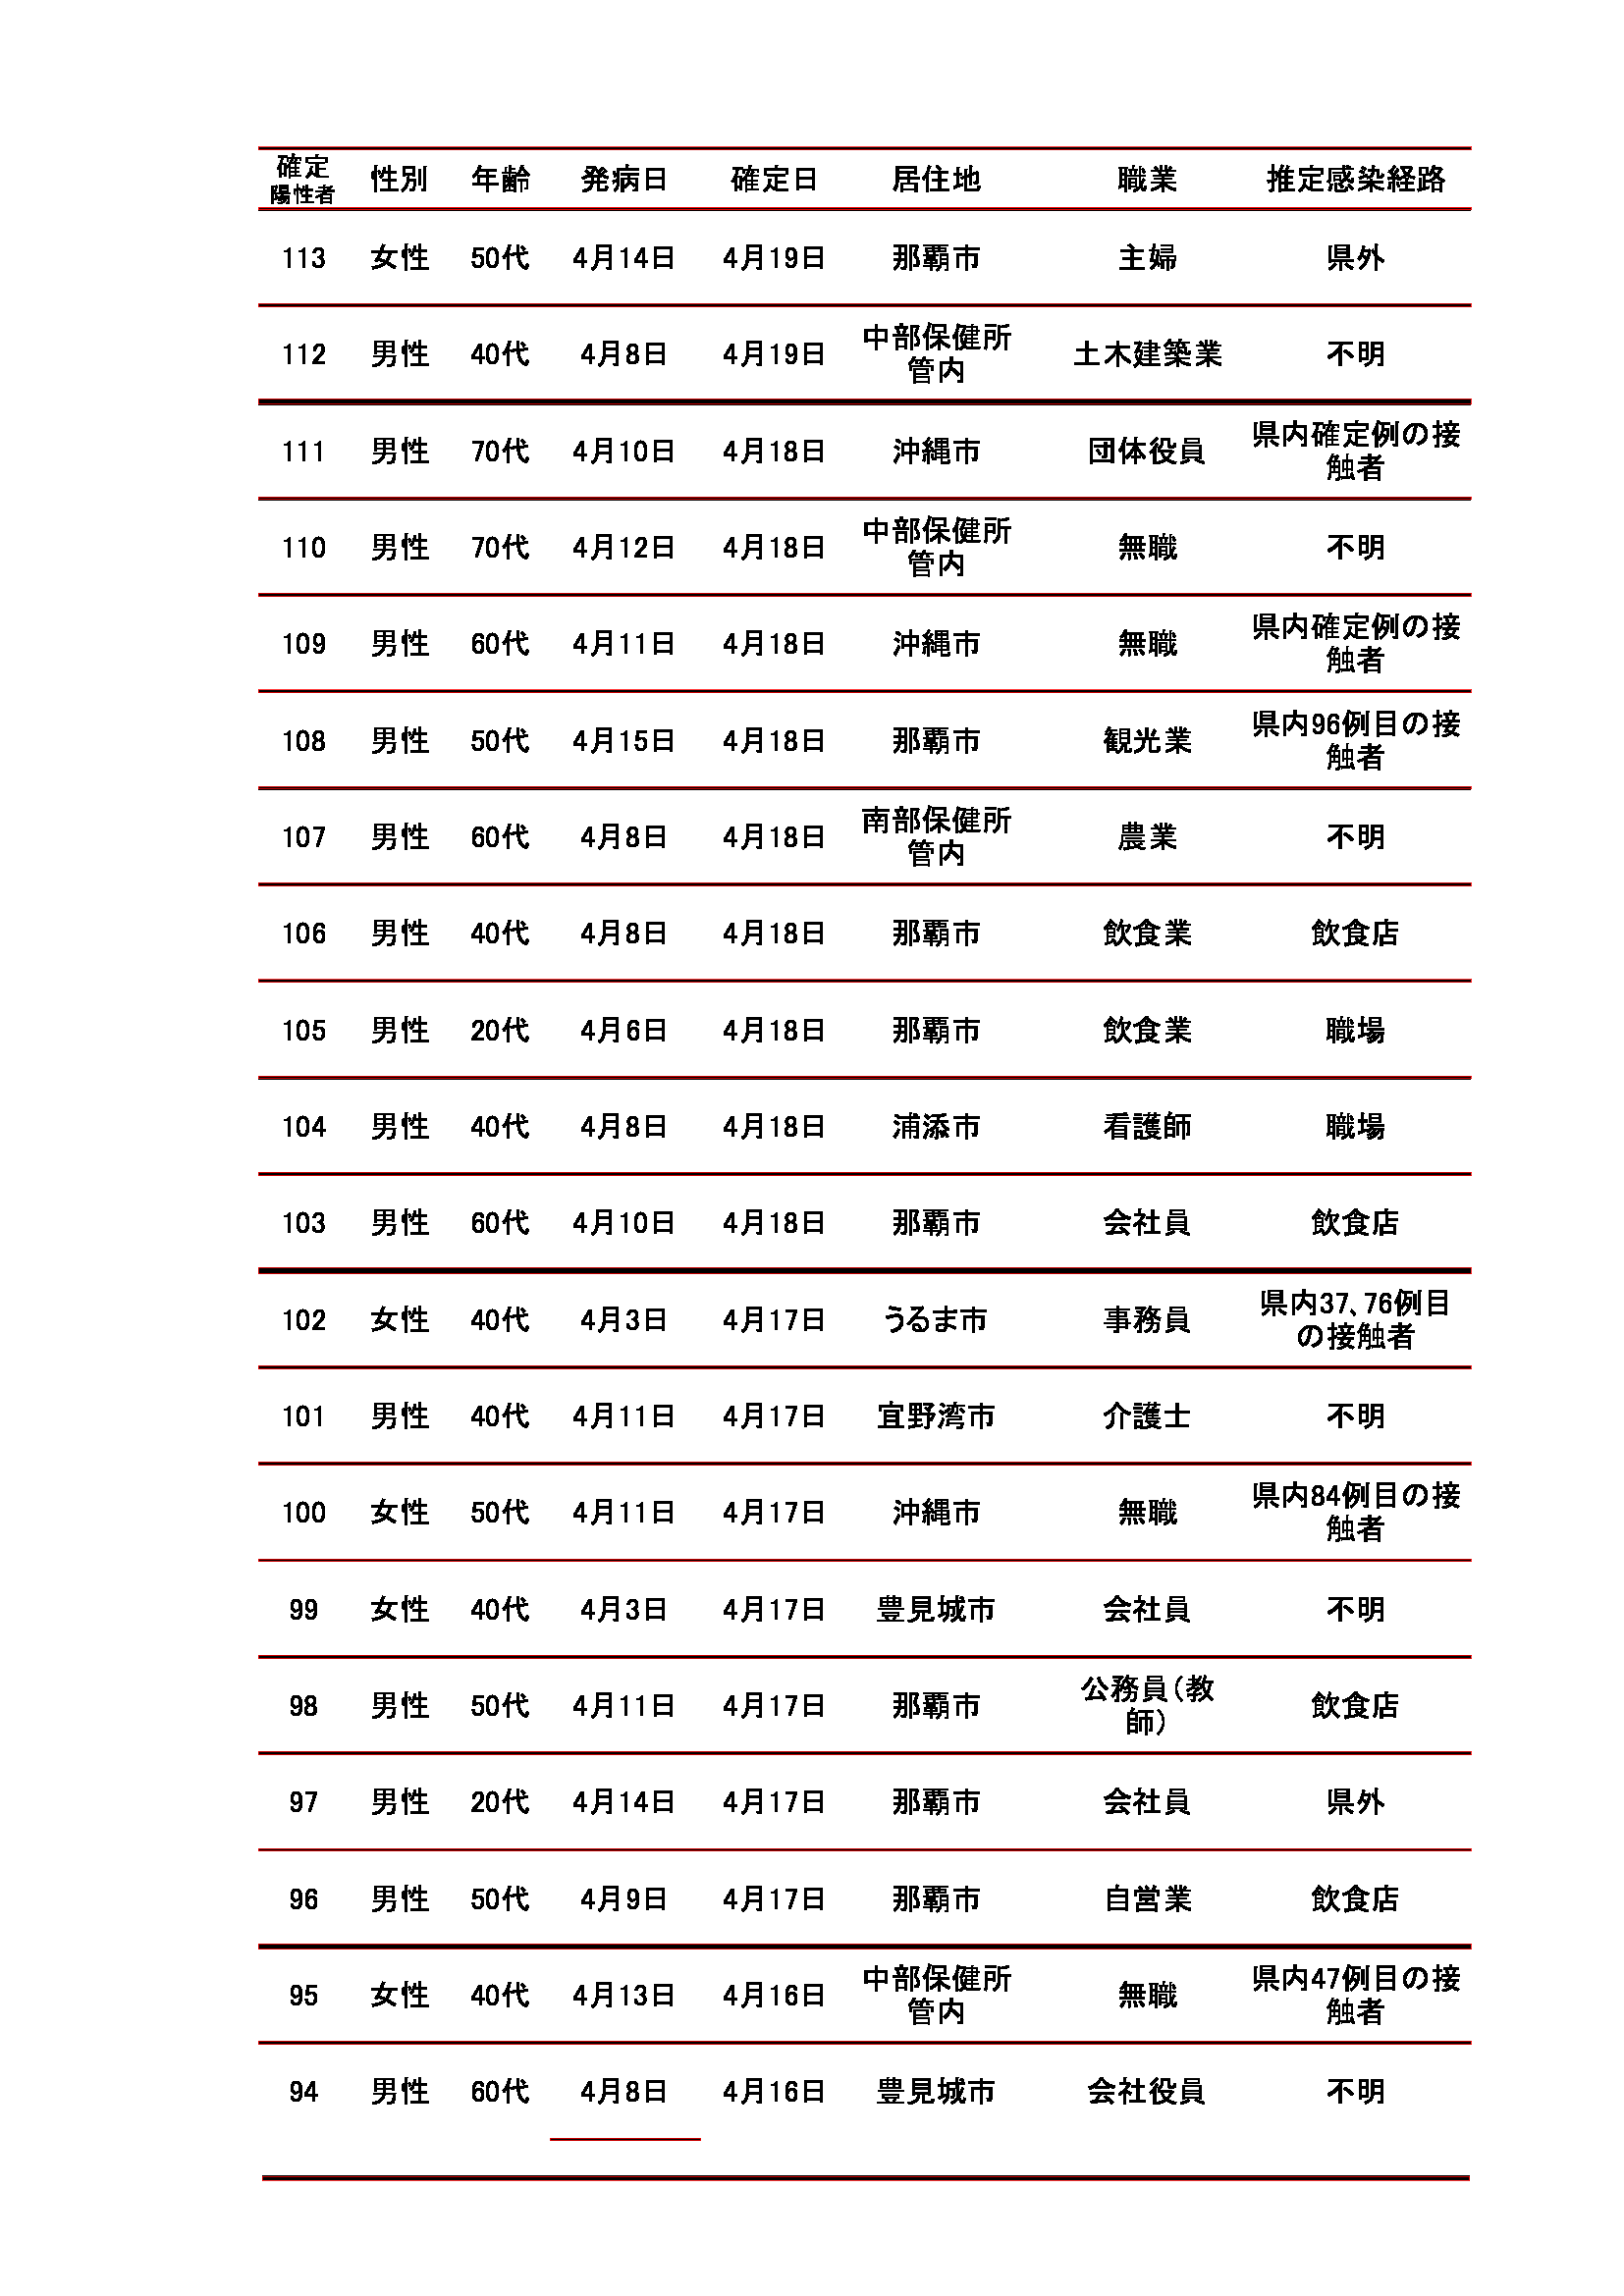 確定 性別 年齢 発病日 確定日 居住地 職業 推定感染経路
陽性者
113 女性 50代 4月14日 4月19日 那覇市 主婦 県外
112 男性 40代 4月8日 4月19日 中部保健所 土木建築業 不明
管内
111 男性 70代 4月10日 4月18日 沖縄市 団体役員 県内確定例の接
触者
110 男性 70代 4月12日 4月18日 中部保健所 無職 不明
管内
109 男性 60代 4月11日 4月18日 沖縄市 無職 県内確定例の接
触者
108 男性 50代 4月15日 4月18日 那覇市 観光業 県内96例目の接
触者
107 男性 60代 4月8日 4月18日 南部保健所 農業 不明
管内
106 男性 40代 4月8日 4月18日 那覇市 飲食業 飲食店
105 男性 20代 4月6日 4月18日 那覇市 飲食業 職場
104 男性 40代 4月8日 4月18日 浦添市 看護師 職場
103 男性 60代 4月10日 4月18日 那覇市 会社員 飲食店
102 女性 40代 4月3日 4月17日 うるま市 事務員 県内37、76例目
の接触者
101 男性 40代 4月11日 4月17日 宜野湾市 介護士 不明
100 女性 50代 4月11日 4月17日 沖縄市 無職 県内84例目の接
触者
99 女性 40代 4月3日 4月17日 豊見城市 会社員 不明
98 男性 50代 4月11日 4月17日 那覇市 公務員(教 飲食店
師)
97 男性 20代 4月14日 4月17日 那覇市 会社員 県外
96 男性 50代 4月9日 4月17日 那覇市 自営業 飲食店
95 女性 40代 4月13日 4月16日 中部保健所 無職 県内47例目の接
管内 触者
94 男性 60代 4月8日 4月16日 豊見城市 会社役員 不明